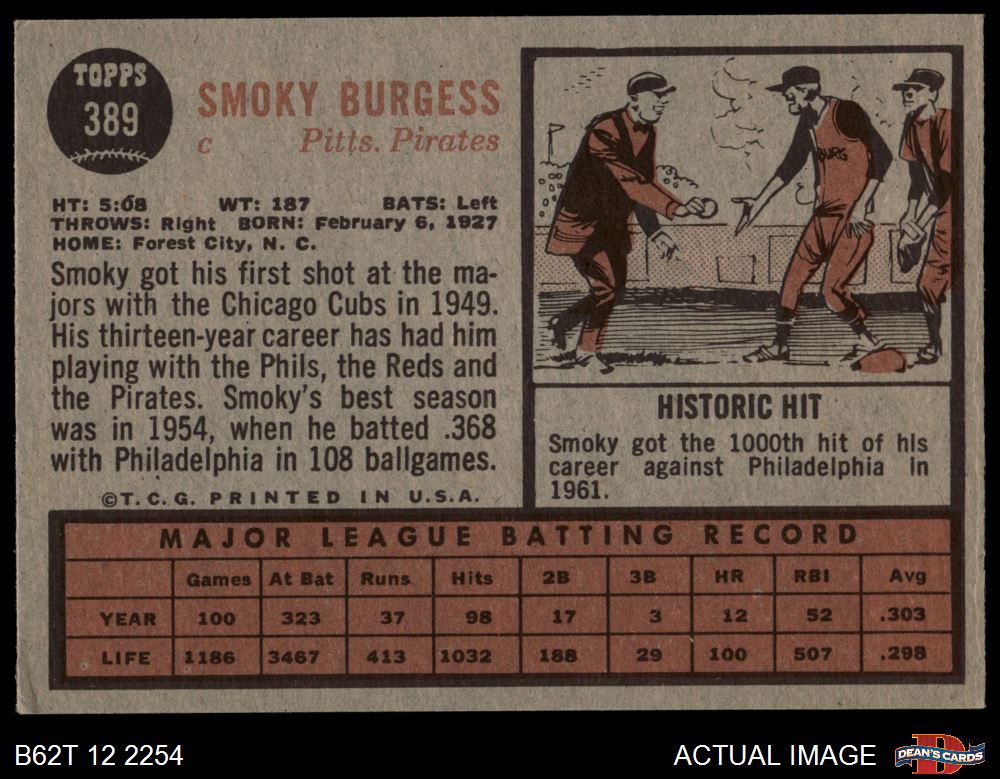 TOPPS
389
SMOKY BURGESS
c Pitts. Pirates
HT: 5:08 WT: 187 BATS: Left
THROWS: Right BORN: February 6, 1927
HOME: Forest City, N. C.
Smoky got his first shot at the ma-
jors with the Chicago Cubs in 1949.
His thirteen-year career has had him
playing with the Phils, the Reds and
the Pirates. Smoky's best season
was in 1954, when he batted .368
with Philadelphia in 108 ballgames.
©T.C.G. PRINTED IN U.S.A.
P
BURG
HISTORIC HIT
Smoky got the 1000th hit of his
career against Philadelphia in
1961.
MAJOR LEAGUE BATTING RECORD
Games At Bat Runs Hits 2B 3B HR RBI Avg
YEAR 100 323 37 98 17 3 12 52 .303
LIFE 1186 3467 413 1032 188 29 100 507 .298
B62T 12 2254 ACTUAL IMAGE
D
DEAN'S CARDS